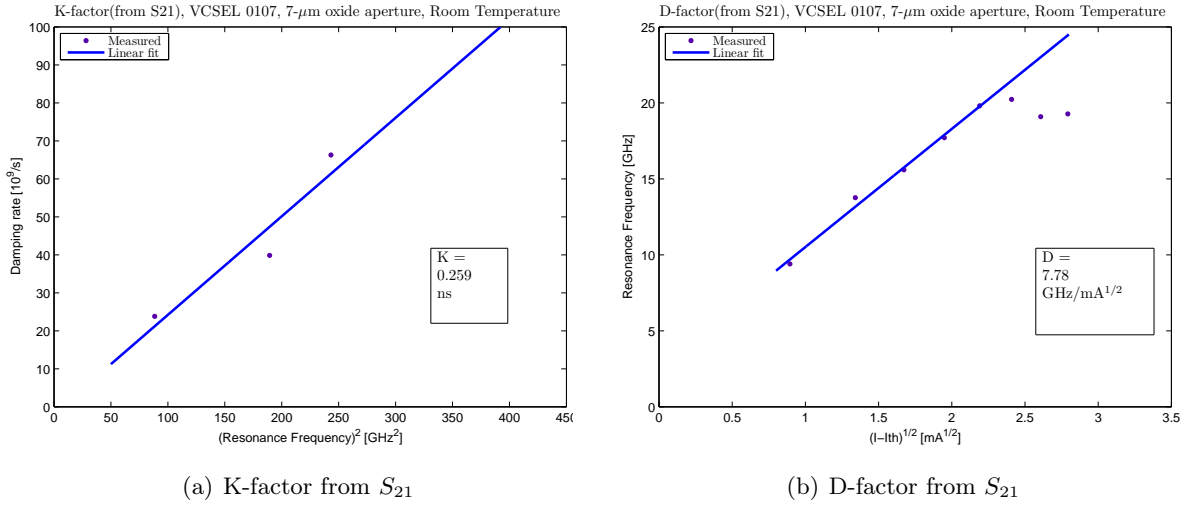 K-factor(from S21), VCSEL 0107, 7-μm oxide aperture, Room Temperature
Measured
Linear fit
100
90
80
70
60
50
40
30
20
10
0
Damping rate [10⁹/s]
K =
0.259
ns
0 50 100 150 200 250 300 350 400 450
(Resonance Frequency)² [GHz²]
(a) K-factor from S₂₁
D-factor(from S21), VCSEL 0107, 7-μm oxide aperture, Room Temperature
Measured
Linear fit
25
20
15
10
5
0
Resonance Frequency [GHz]
D =
7.78
GHz/mA^{1/2}
0 0.5 1 1.5 2 2.5 3 3.5
(I−Ith)^{1/2} [mA^{1/2}]
(b) D-factor from S₂₁